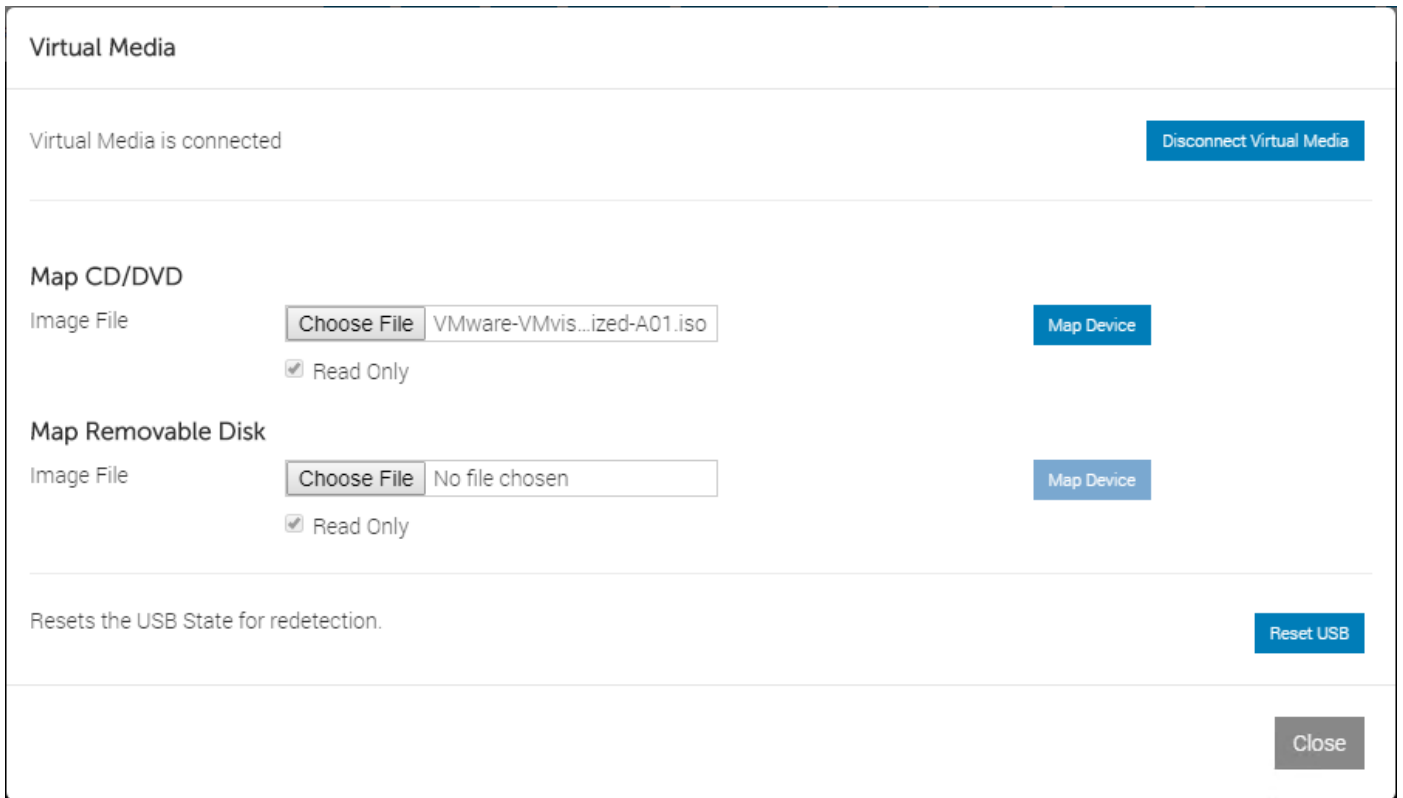 Virtual Media
Virtual Media is connected
Disconnect Virtual Media
Map CD/DVD
Image File
Choose File VMware-VMvis...ized-A01.iso
Map Device
Read Only
Map Removable Disk
Image File
Choose File No file chosen
Map Device
Read Only
Resets the USB State for redetection.
Reset USB
Close